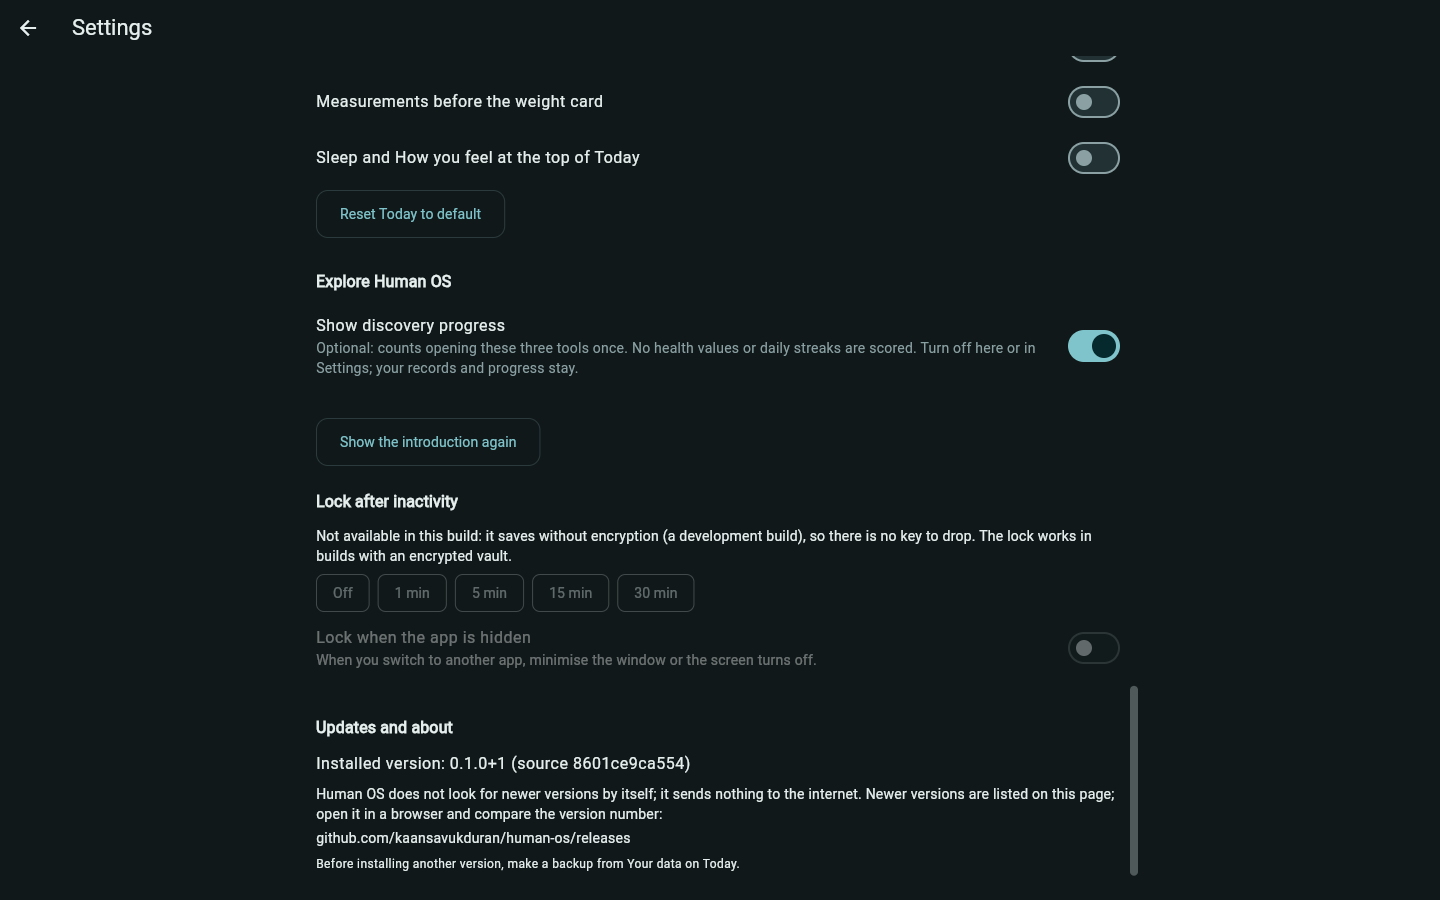 Settings
Measurements before the weight card
Sleep and How you feel at the top of Today
Reset Today to default
Explore Human OS
Show discovery progress
Optional: counts opening these three tools once. No health values or daily streaks are scored. Turn off here or in
Settings; your records and progress stay.
Show the introduction again
Lock after inactivity
Not available in this build: it saves without encryption (a development build), so there is no key to drop. The lock works in
builds with an encrypted vault.
Off 1 min 5 min 15 min 30 min
Lock when the app is hidden
When you switch to another app, minimise the window or the screen turns off.
Updates and about
Installed version: 0.1.0+1 (source 8601ce9ca554)
Human OS does not look for newer versions by itself; it sends nothing to the internet. Newer versions are listed on this page;
open it in a browser and compare the version number:
github.com/kaansavukduran/human-os/releases
Before installing another version, make a backup from Your data on Today.